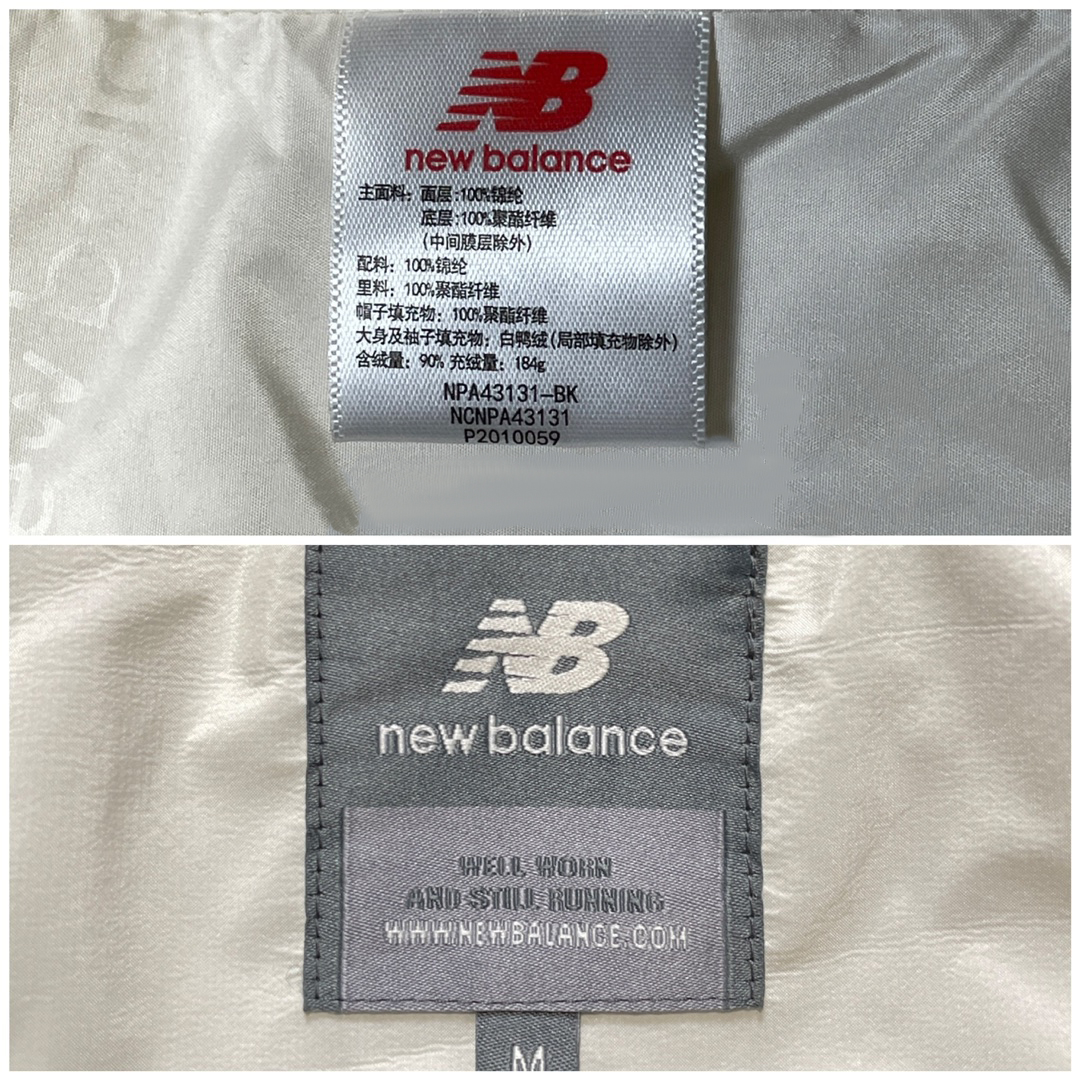 NB
new balance
主面料：面层:100%锦纶
底层:100%聚酯纤维
(中间膜层除外)
配料：100%锦纶
里料：100%聚酯纤维
帽子填充物：100%聚酯纤维
大身及袖子填充物：白鸭绒(局部填充物除外)
含绒量：90% 充绒量：184g
NPA43131-BK
NCNPA43131
P2010059
NB
new balance
WELL WORN
AND STILL RUNNING
WWW.NEWBALANCE.COM
M